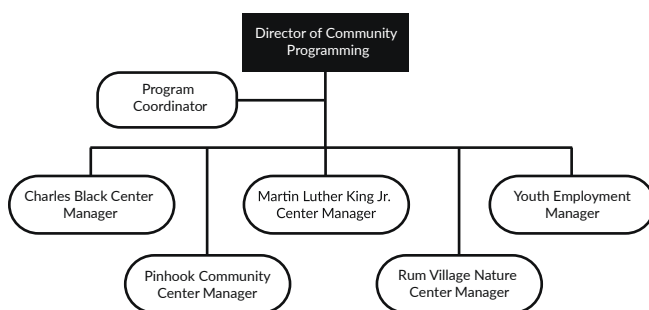 Director of Community
Programming
Program
Coordinator
Charles Black Center
Manager
Martin Luther King Jr.
Center Manager
Youth Employment
Manager
Pinhook Community
Center Manager
Rum Village Nature
Center Manager